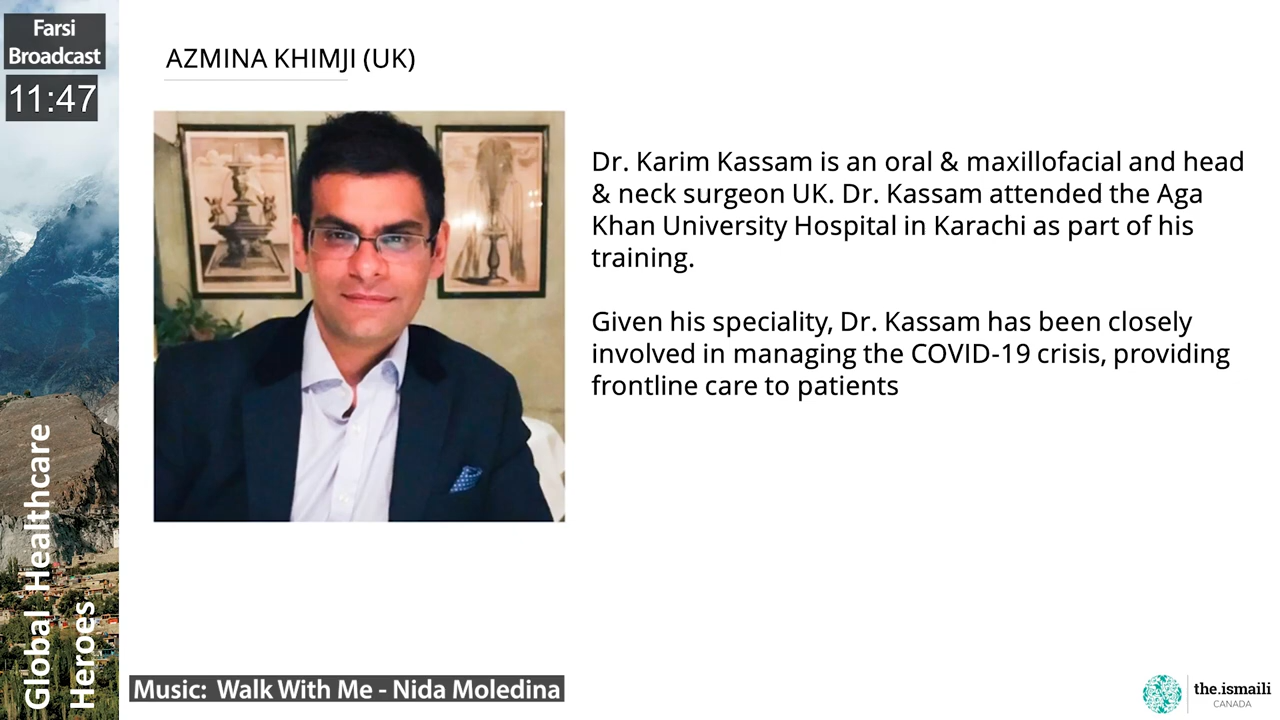 Farsi
Broadcast
11:47
AZMINA KHIMJI (UK)
Dr. Karim Kassam is an oral & maxillofacial and head
& neck surgeon UK. Dr. Kassam attended the Aga
Khan University Hospital in Karachi as part of his
training.
Given his speciality, Dr. Kassam has been closely
involved in managing the COVID-19 crisis, providing
frontline care to patients
Global Healthcare
Heroes
Music: Walk With Me - Nida Moledina
the.ismaili
CANADA